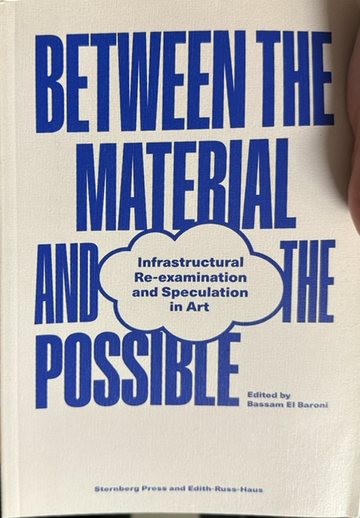 BETWEEN THE
MATERIAL
AND THE
Infrastructural
Re-examination
and Speculation
in Art
POSSIBLE
Edited by
Bassam El Baroni
Sternberg Press and Edith-Russ-Haus